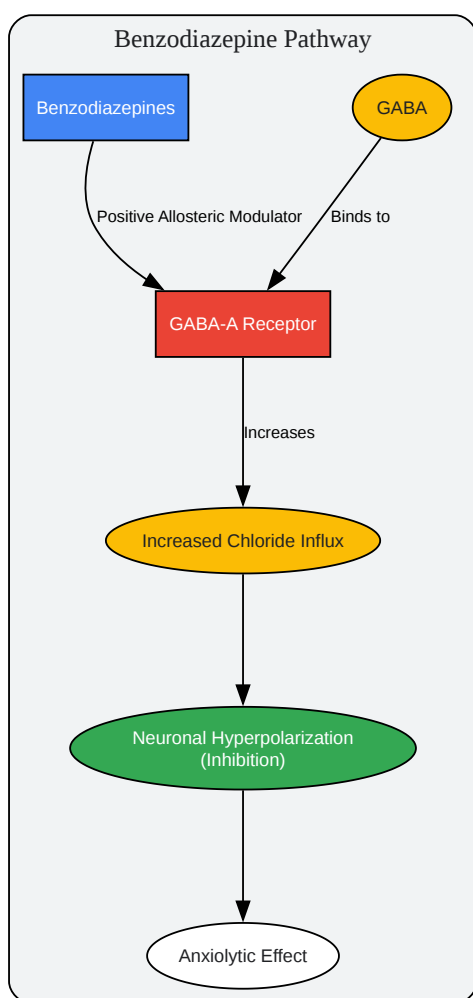 Benzodiazepine Pathway
Benzodiazepines
GABA
Positive Allosteric Modulator
Binds to
GABA-A Receptor
Increases
Increased Chloride Influx
Neuronal Hyperpolarization
(Inhibition)
Anxiolytic Effect